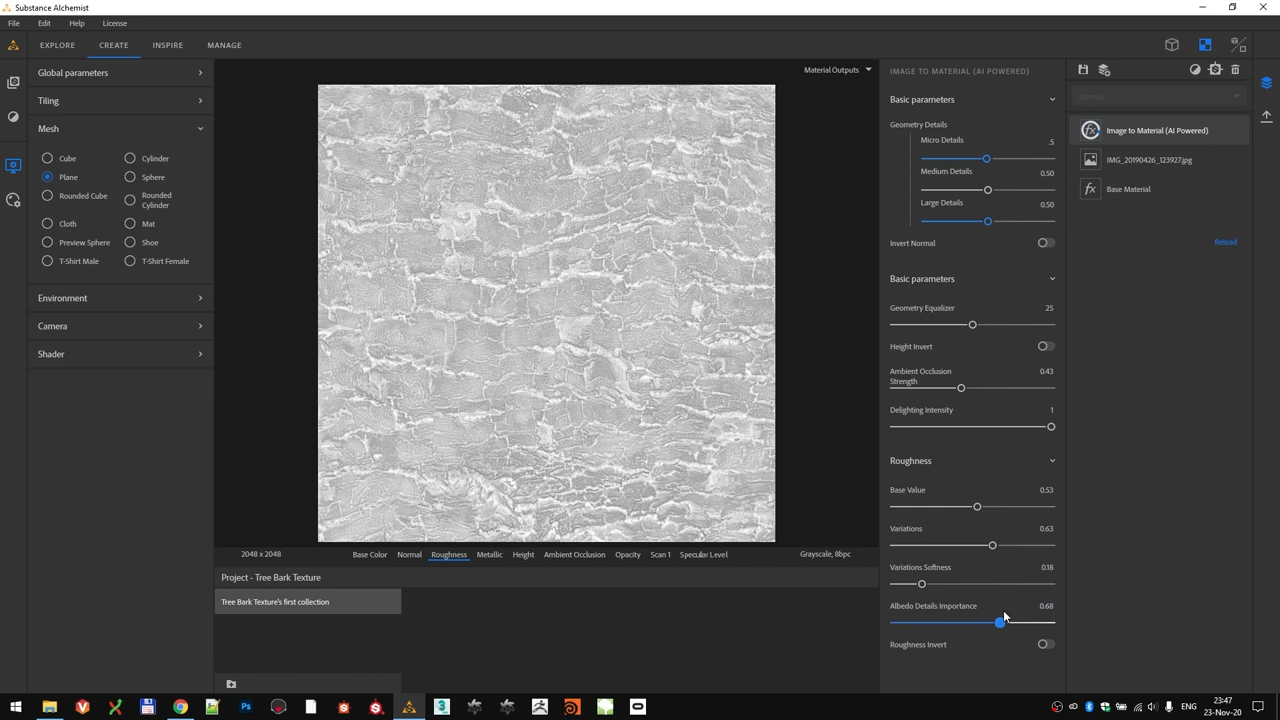 Substance Alchemist
File Edit Help License
EXPLORE CREATE INSPIRE MANAGE
Global parameters
Tiling
Mesh
Cube Cylinder
Plane Sphere
Rounded Cube Rounded
Cylinder
Cloth Mat
Preview Sphere Shoe
T-Shirt Male T-Shirt Female
Environment
Camera
Shader
Material Outputs
2048 x 2048 Base Color Normal Roughness Metallic Height Ambient Occlusion Opacity Scan 1 Specular Level Grayscale, 8bpc
Project - Tree Bark Texture
Tree Bark Texture's first collection
IMAGE TO MATERIAL (AI POWERED)
Basic parameters
Geometry Details
Micro Details .5
Medium Details 0.50
Large Details 0.50
Invert Normal
Basic parameters
Geometry Equalizer 25
Height Invert
Ambient Occlusion
Strength 0.43
Delighting Intensity 1
Roughness
Base Value 0.53
Variations 0.63
Variations Softness 0.18
Albedo Details Importance 0.68
Roughness Invert
Normal
Image to Material (AI Powered)
IMG_20190426_123927.jpg
Base Material
Reload
ENG
23:47
23-Nov-20